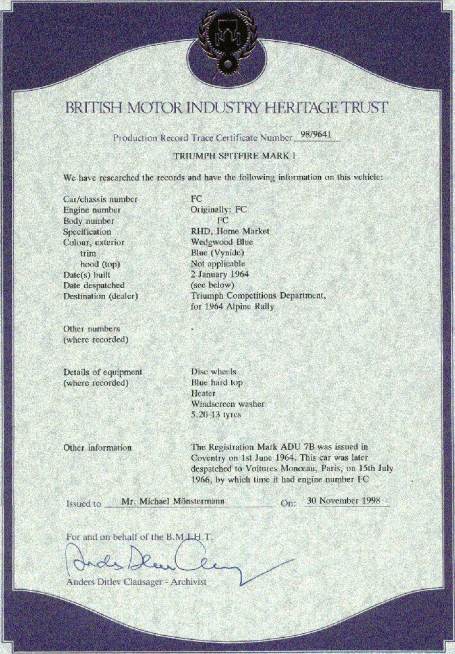 BRITISH MOTOR INDUSTRY HERITAGE TRUST
Production Record Trace Certificate Number 98/9641
TRIUMPH SPITFIRE MARK I
We have researched the records and have the following information on this vehicle:
Car/chassis number FC
Engine number Originally: FC
Body number FC
Specification RHD, Home Market
Colour, exterior Wedgwood Blue
trim Blue (Vynide)
hood (top) Not applicable
Date(s) built 2 January 1964
Date despatched (see below)
Destination (dealer) Triumph Competitions Department,
for 1964 Alpine Rally
Other numbers -
(where recorded)
Details of equipment Disc wheels
(where recorded) Blue hard top
Heater
Windscreen washer
5.20-13 tyres
Other information The Registration Mark ADU 7B was issued in
Coventry on 1st June 1964. This car was later
despatched to Voitures Monceau, Paris, on 15th July
1966, by which time it had engine number FC
Issued to Mr. Michael Mönstermann On: 30 November 1998
For and on behalf of the B.M.I.H.T.
Anders Ditlev Clausager - Archivist